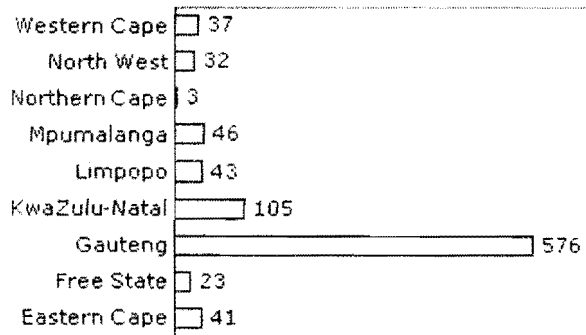 Western Cape 37
North West 32
Northern Cape 3
Mpumalanga 46
Limpopo 43
KwaZulu-Natal 105
Gauteng 576
Free State 23
Eastern Cape 41